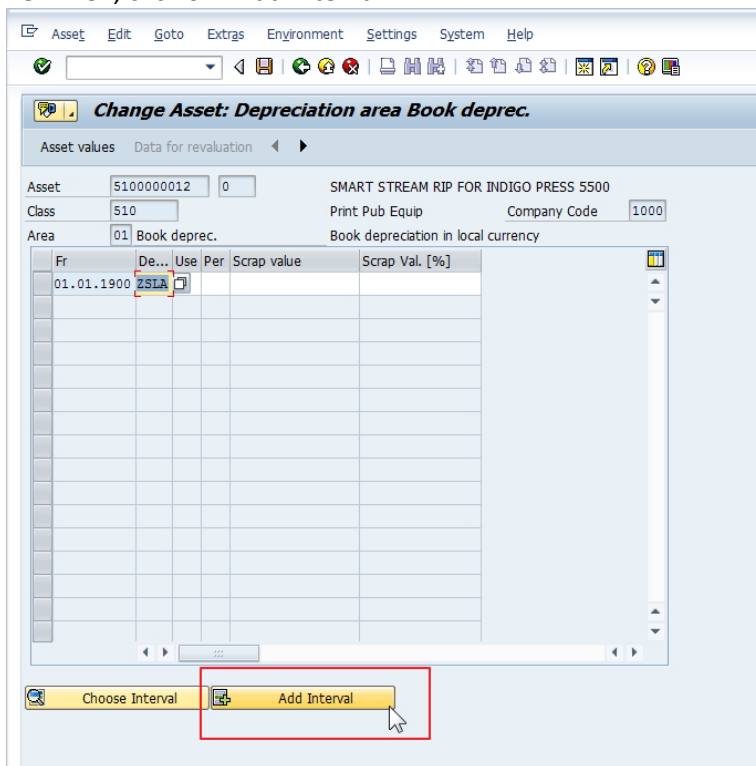 Asset Edit Goto Extras Environment Settings System Help
Change Asset: Depreciation area Book deprec.
Asset values Data for revaluation
Asset 5100000012 0 SMART STREAM RIP FOR INDIGO PRESS 5500
Class 510 Print Pub Equip Company Code 1000
Area 01 Book deprec. Book depreciation in local currency
Fr De... Use Per Scrap value Scrap Val. [%]
01.01.1900 ZSLA
Choose Interval Add Interval